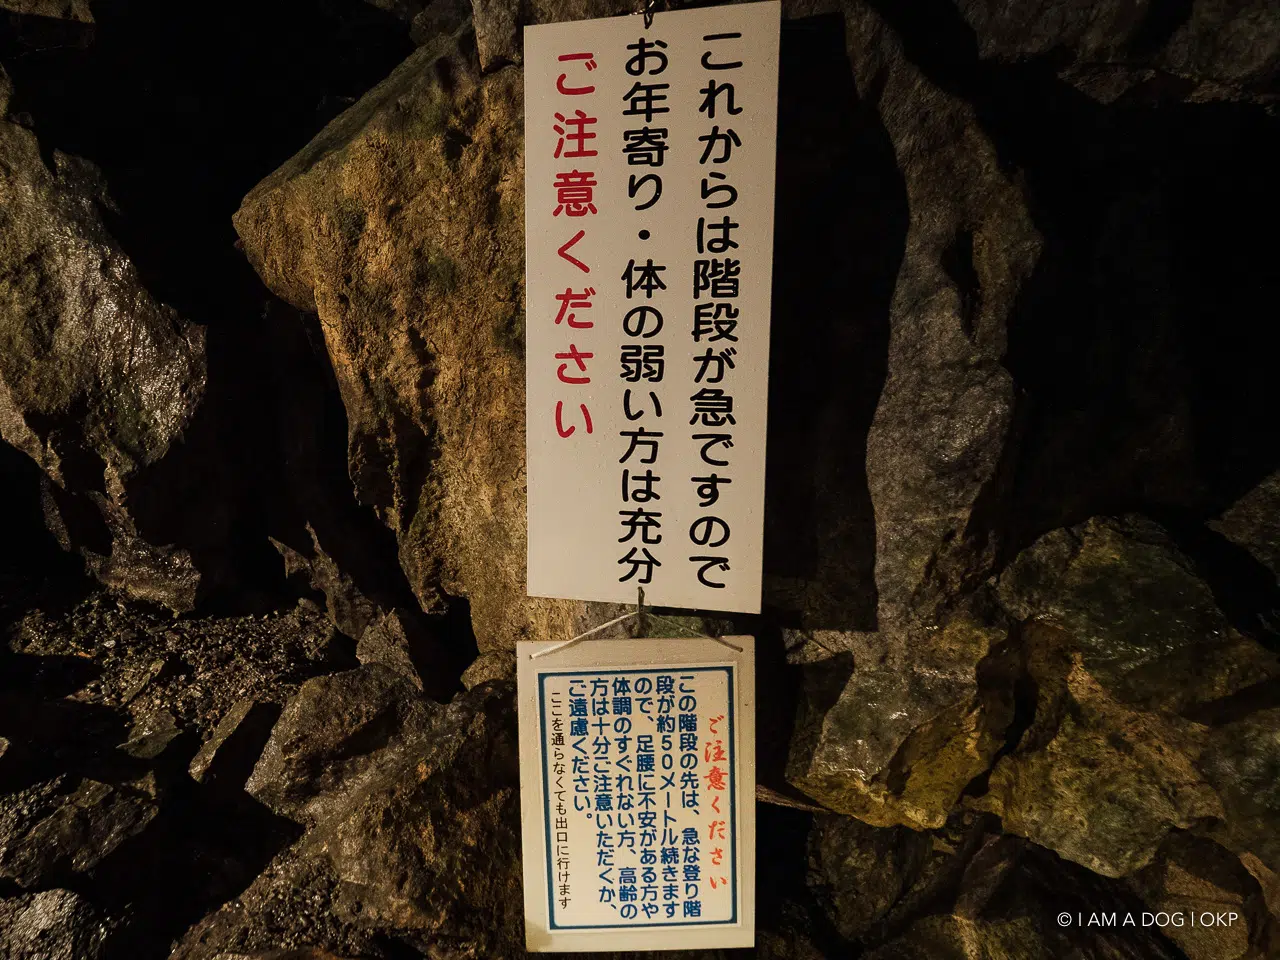 これからは階段が急ですので
お年寄り・体の弱い方は充分
ご注意ください
ご注意ください
この階段の先は、急な登り階
段が約50メートル続きます
ので、足腰に不安がある方や
体調のすぐれない方、高齢の
方は十分ご注意いただくか、
ご遠慮ください。
ここを通らなくても出口に行けます
© I AM A DOG | OKP